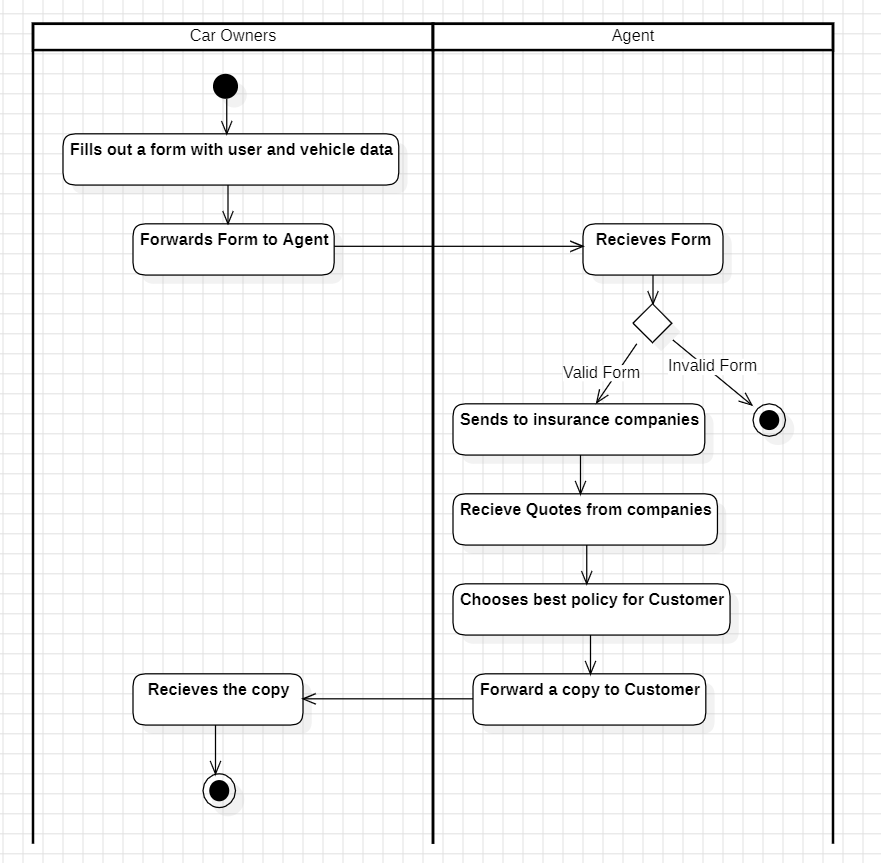 Car Owners
Agent
Fills out a form with user and vehicle data
Forwards Form to Agent
Recieves Form
Valid Form
Invalid Form
Sends to insurance companies
Recieve Quotes from companies
Chooses best policy for Customer
Recieves the copy
Forward a copy to Customer